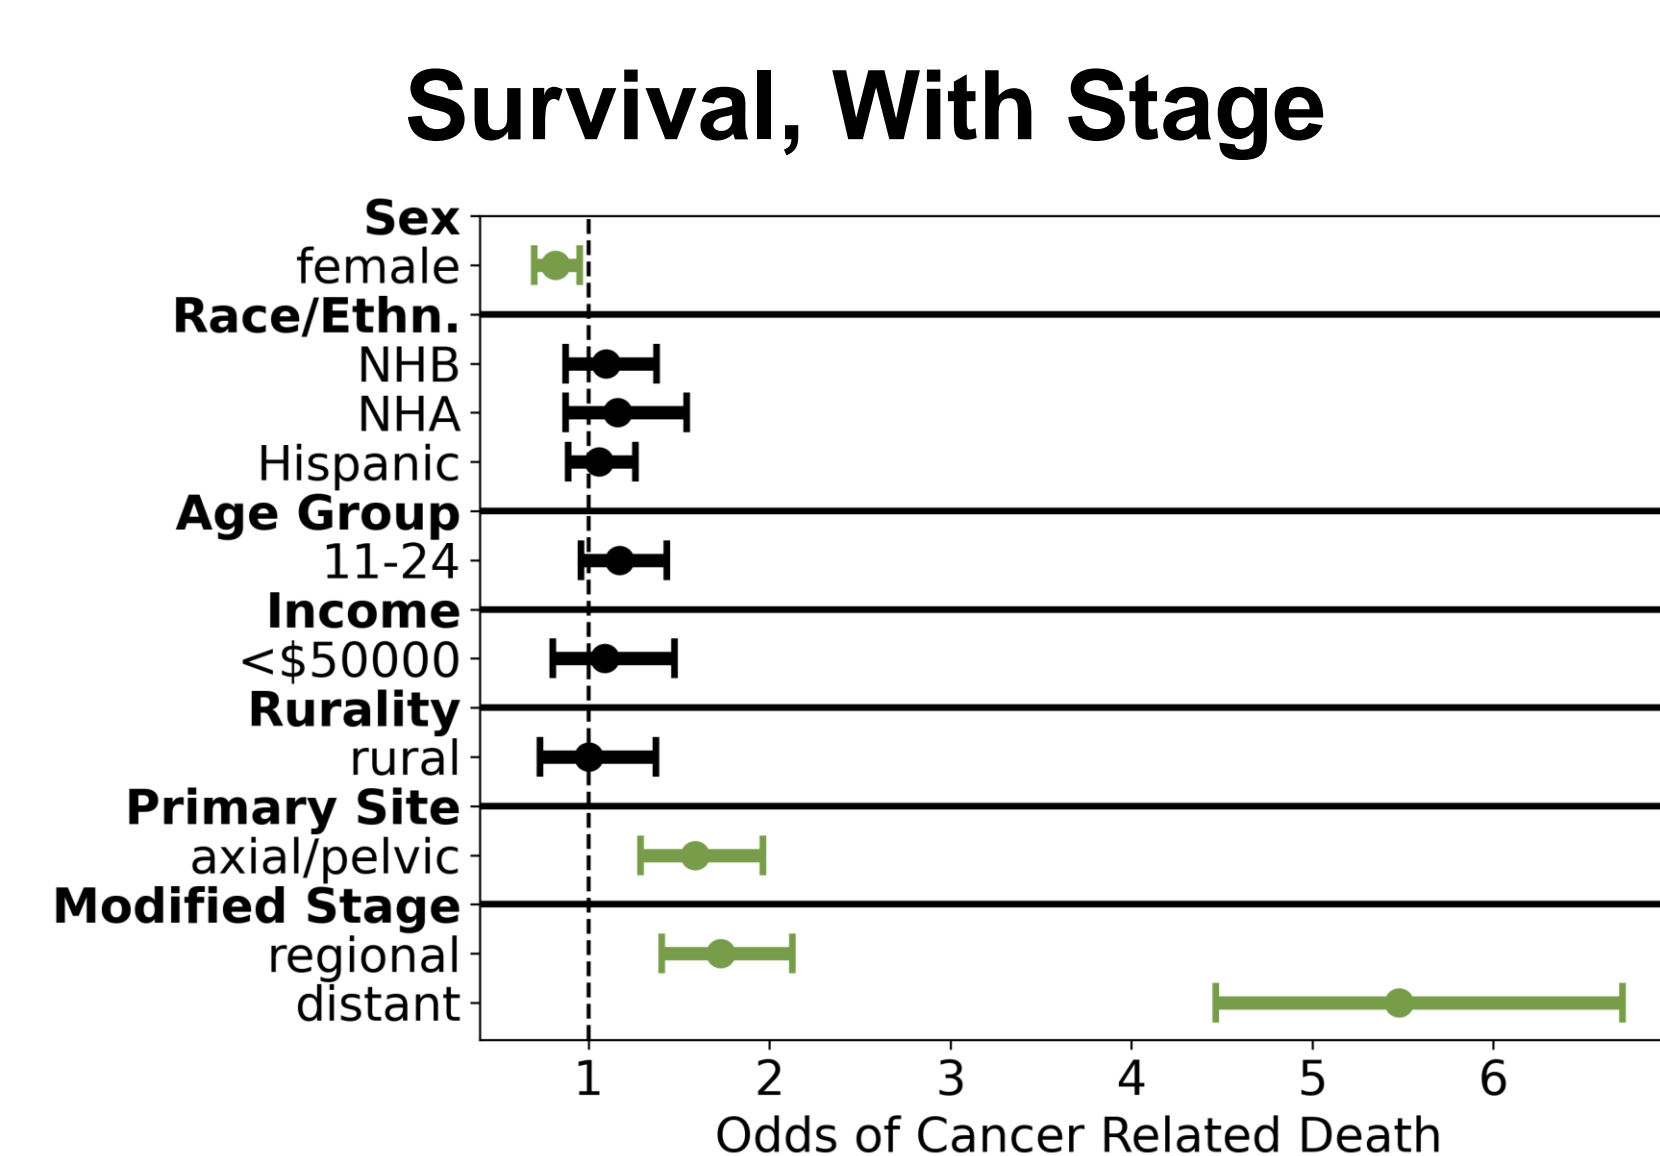 Survival, With Stage
Sex
female
Race/Ethn.
NHB
NHA
Hispanic
Age Group
11-24
Income
<$50000
Rurality
rural
Primary Site
axial/pelvic
Modified Stage
regional
distant
1 2 3 4 5 6
Odds of Cancer Related Death